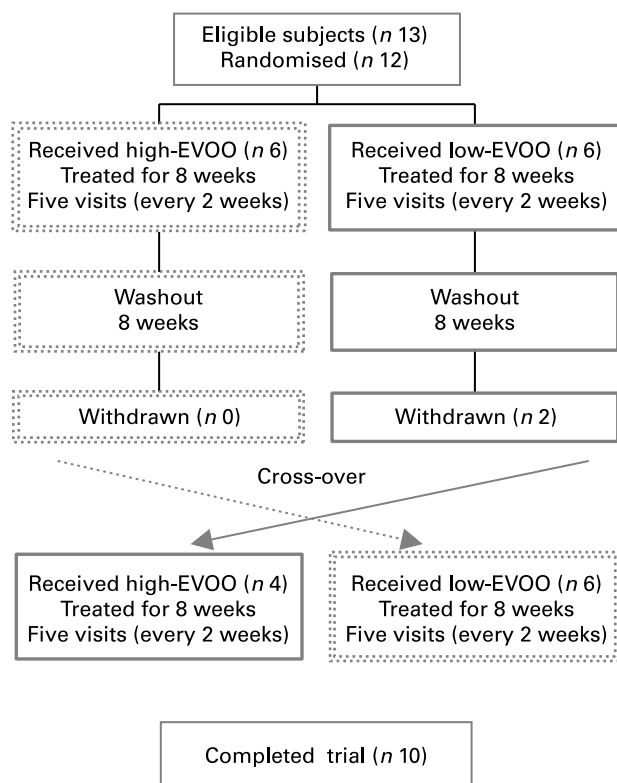 Eligible subjects (n 13)
Randomised (n 12)
Received high-EVOO (n 6)
Treated for 8 weeks
Five visits (every 2 weeks)
Received low-EVOO (n 6)
Treated for 8 weeks
Five visits (every 2 weeks)
Washout
8 weeks
Washout
8 weeks
Withdrawn (n 0)
Withdrawn (n 2)
Cross-over
Received high-EVOO (n 4)
Treated for 8 weeks
Five visits (every 2 weeks)
Received low-EVOO (n 6)
Treated for 8 weeks
Five visits (every 2 weeks)
Completed trial (n 10)